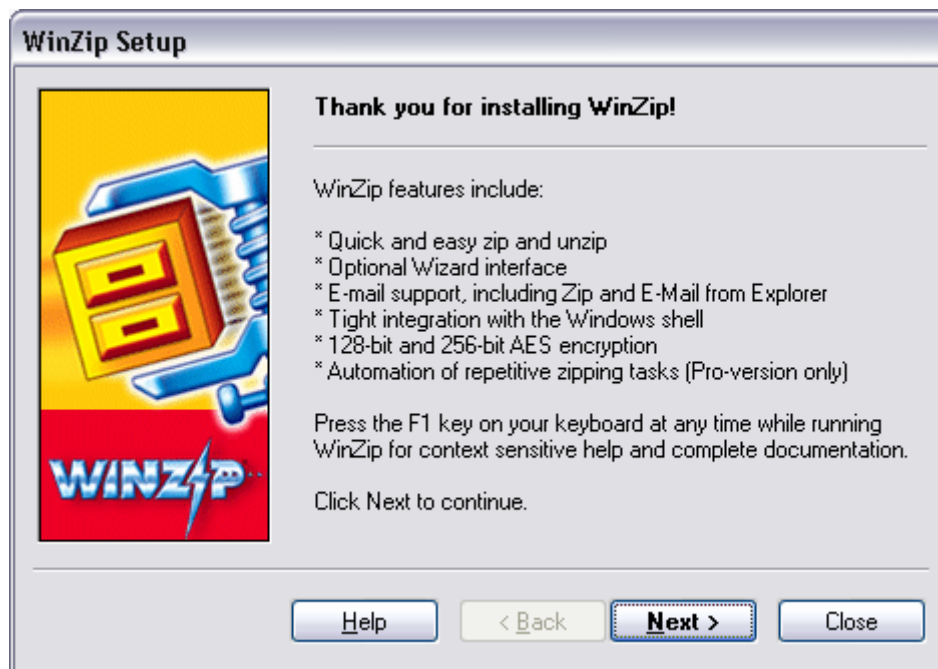 WinZip Setup
Thank you for installing WinZip!
WinZip features include:
* Quick and easy zip and unzip
* Optional Wizard interface
* E-mail support, including Zip and E-Mail from Explorer
* Tight integration with the Windows shell
* 128-bit and 256-bit AES encryption
* Automation of repetitive zipping tasks (Pro-version only)
Press the F1 key on your keyboard at any time while running
WinZip for context sensitive help and complete documentation.
Click Next to continue.
WINZIP
Help
< Back
Next >
Close